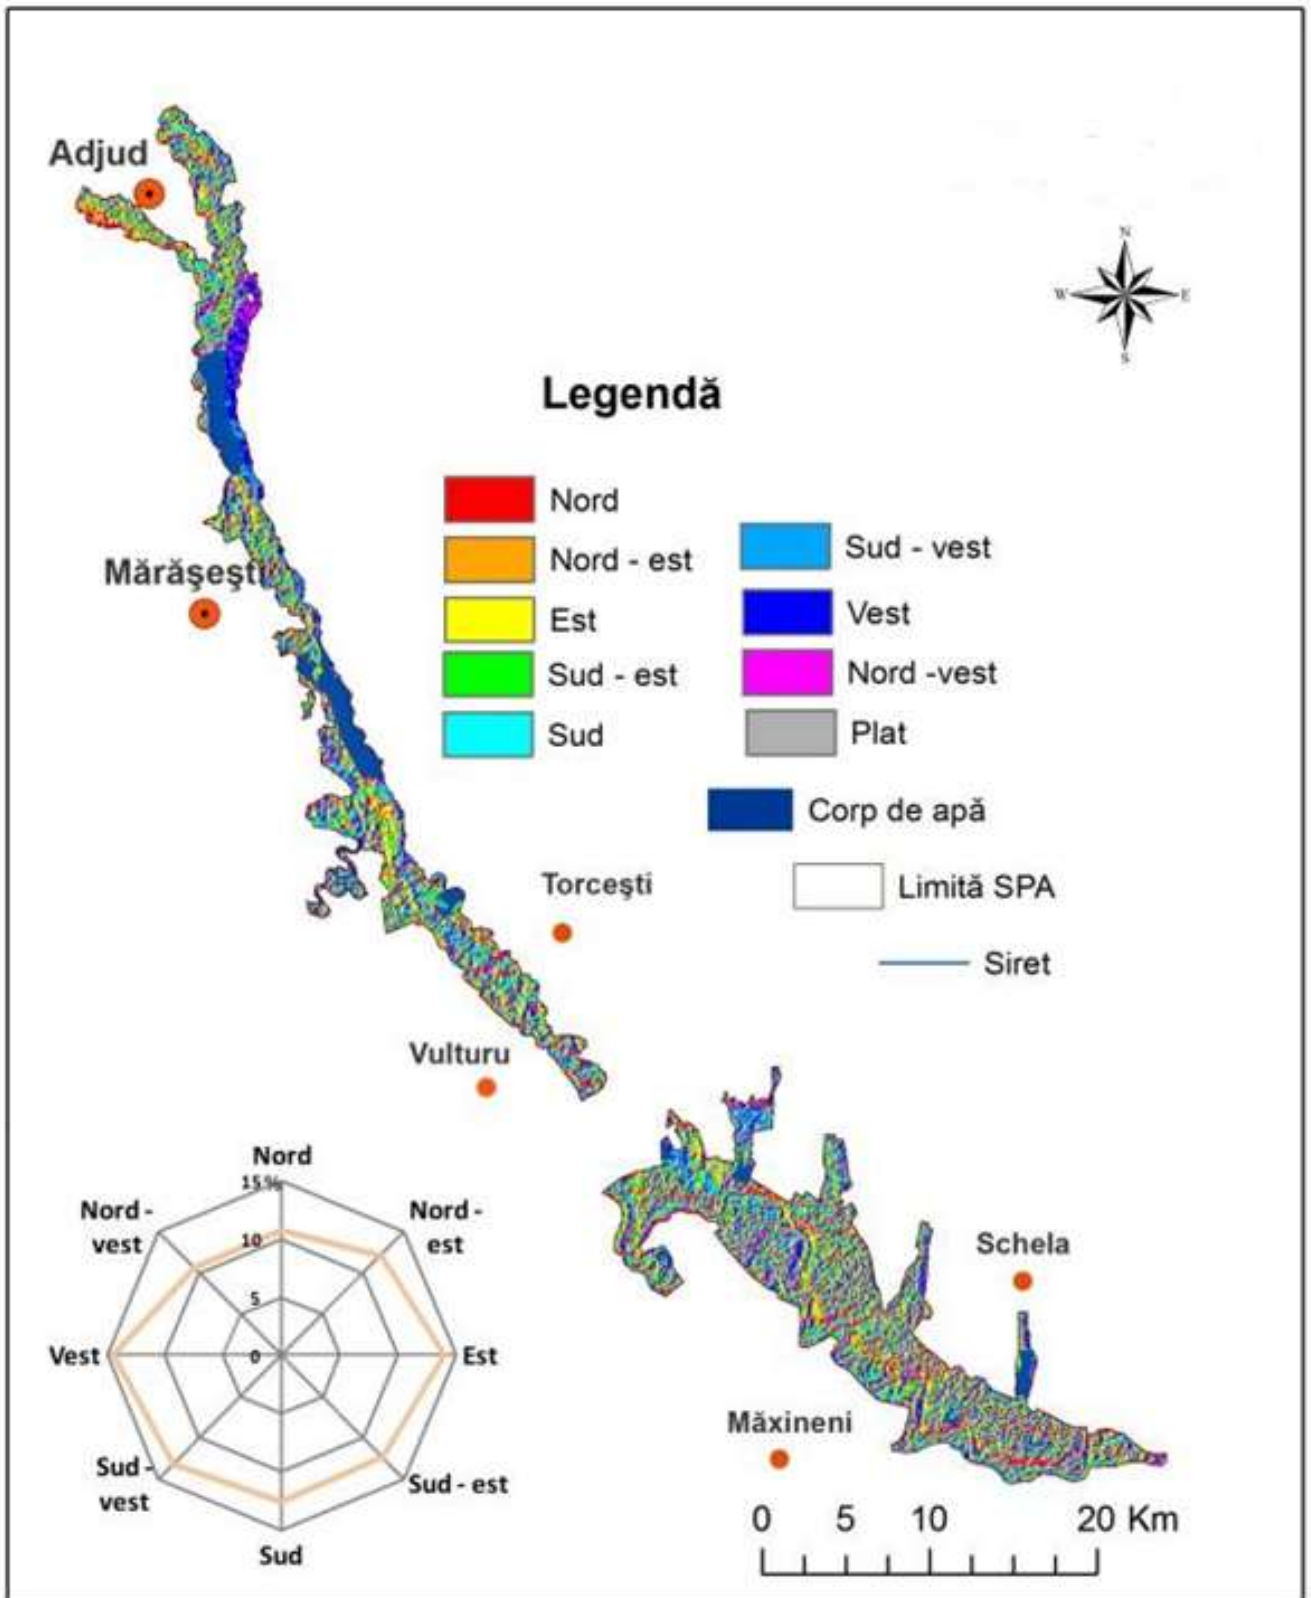 Adjud
N
W
E
S
Legendă
Nord
Nord - est
Est
Sud - est
Sud
Sud - vest
Vest
Nord -vest
Plat
Corp de apă
Limită SPA
Siret
Mărăşeşti
Torceşti
Vulturu
Schela
Măxineni
Nord
15%
10
5
0
Nord -
est
Est
Sud - est
Sud
Sud -
vest
Vest
Nord -
vest
0 5 10 20 Km